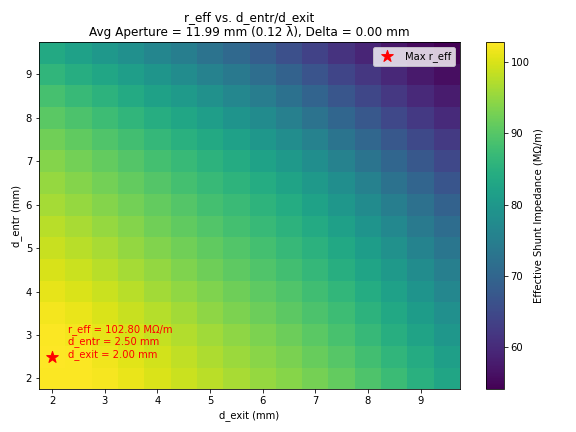 r_eff vs. d_entr/d_exit
Avg Aperture = 11.99 mm (0.12 λ), Delta = 0.00 mm
Max r_eff
9
8
7
6
5
4
3
2
d_entr (mm)
r_eff = 102.80 MΩ/m
d_entr = 2.50 mm
d_exit = 2.00 mm
2 3 4 5 6 7 8 9
d_exit (mm)
100
90
80
70
60
Effective Shunt Impedance (MΩ/m)